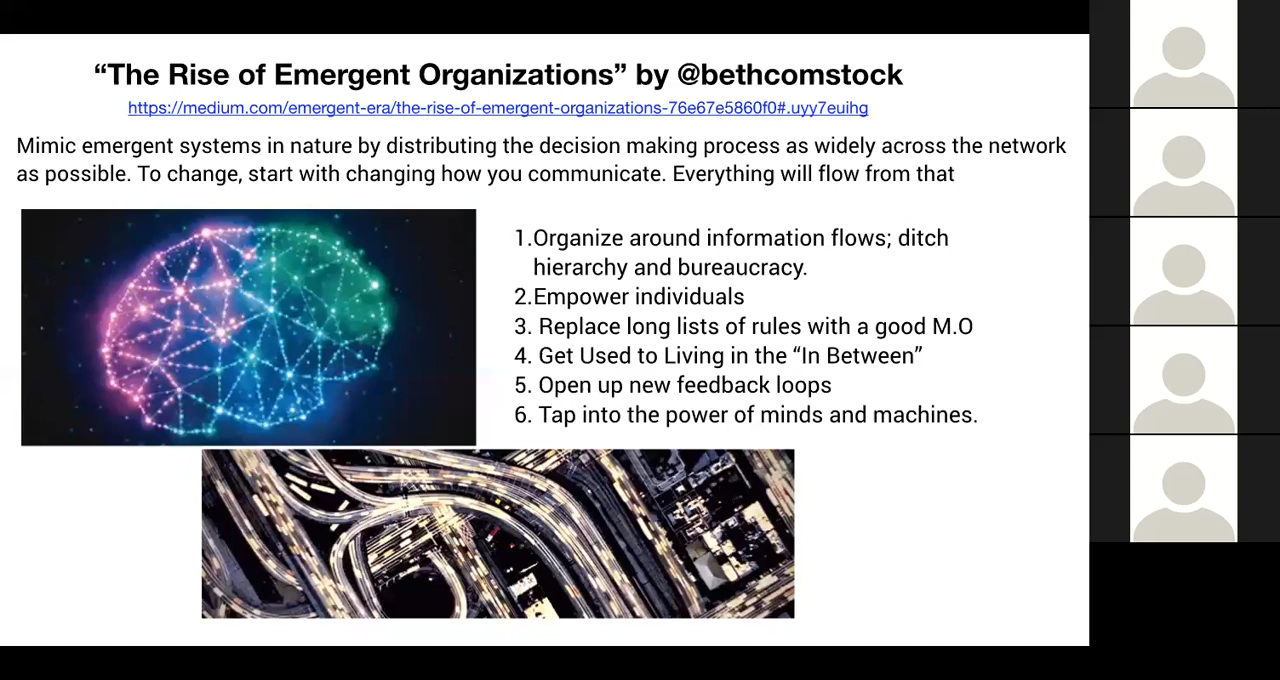 “The Rise of Emergent Organizations” by @bethcomstock
https://medium.com/emergent-era/the-rise-of-emergent-organizations-76e67e5860f0#.uyy7euihg
Mimic emergent systems in nature by distributing the decision making process as widely across the network
as possible. To change, start with changing how you communicate. Everything will flow from that
1.Organize around information flows; ditch
hierarchy and bureaucracy.
2.Empower individuals
3. Replace long lists of rules with a good M.O
4. Get Used to Living in the “In Between”
5. Open up new feedback loops
6. Tap into the power of minds and machines.